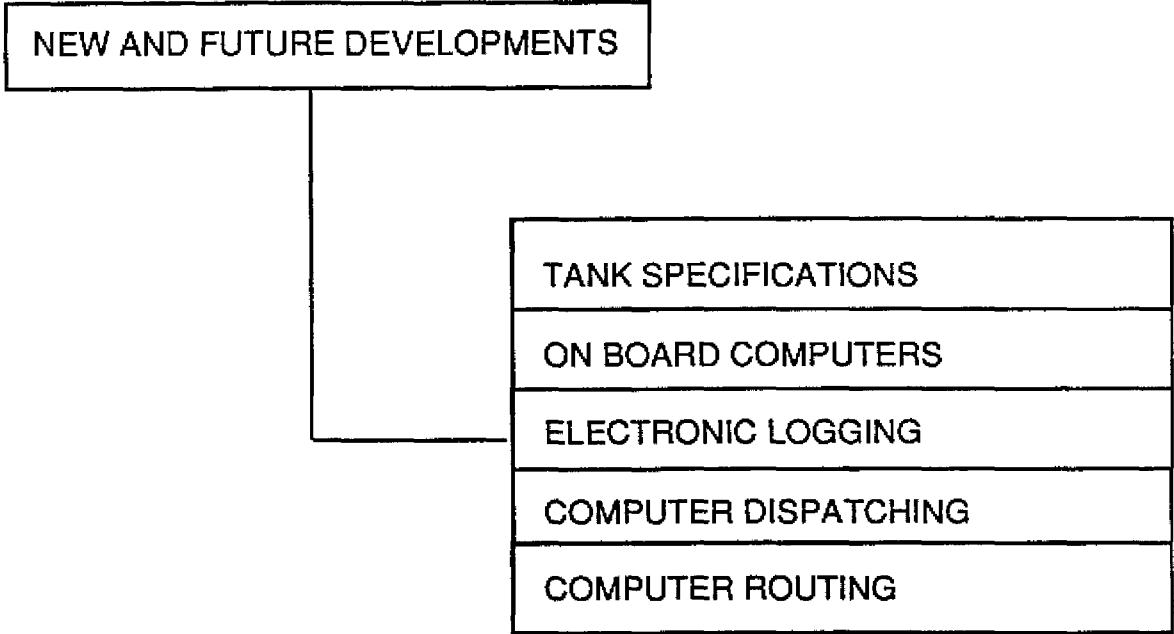 NEW AND FUTURE DEVELOPMENTS
TANK SPECIFICATIONS
ON BOARD COMPUTERS
ELECTRONIC LOGGING
COMPUTER DISPATCHING
COMPUTER ROUTING